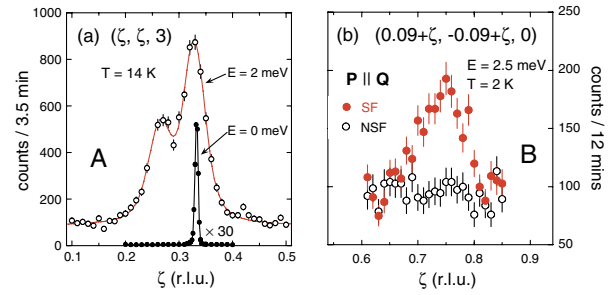 (a) (ζ, ζ, 3)
T = 14 K
E = 2 meV
E = 0 meV
A
× 30
counts / 3.5 min
1000
800
600
400
200
0
0.1 0.2 0.3 0.4 0.5
ζ (r.l.u.)
(b) (0.09+ζ, -0.09+ζ, 0)
P || Q
E = 2.5 meV
T = 2 K
SF
NSF
B
counts / 12 mins
250
200
150
100
50
0.6 0.7 0.8 0.9
ζ (r.l.u.)